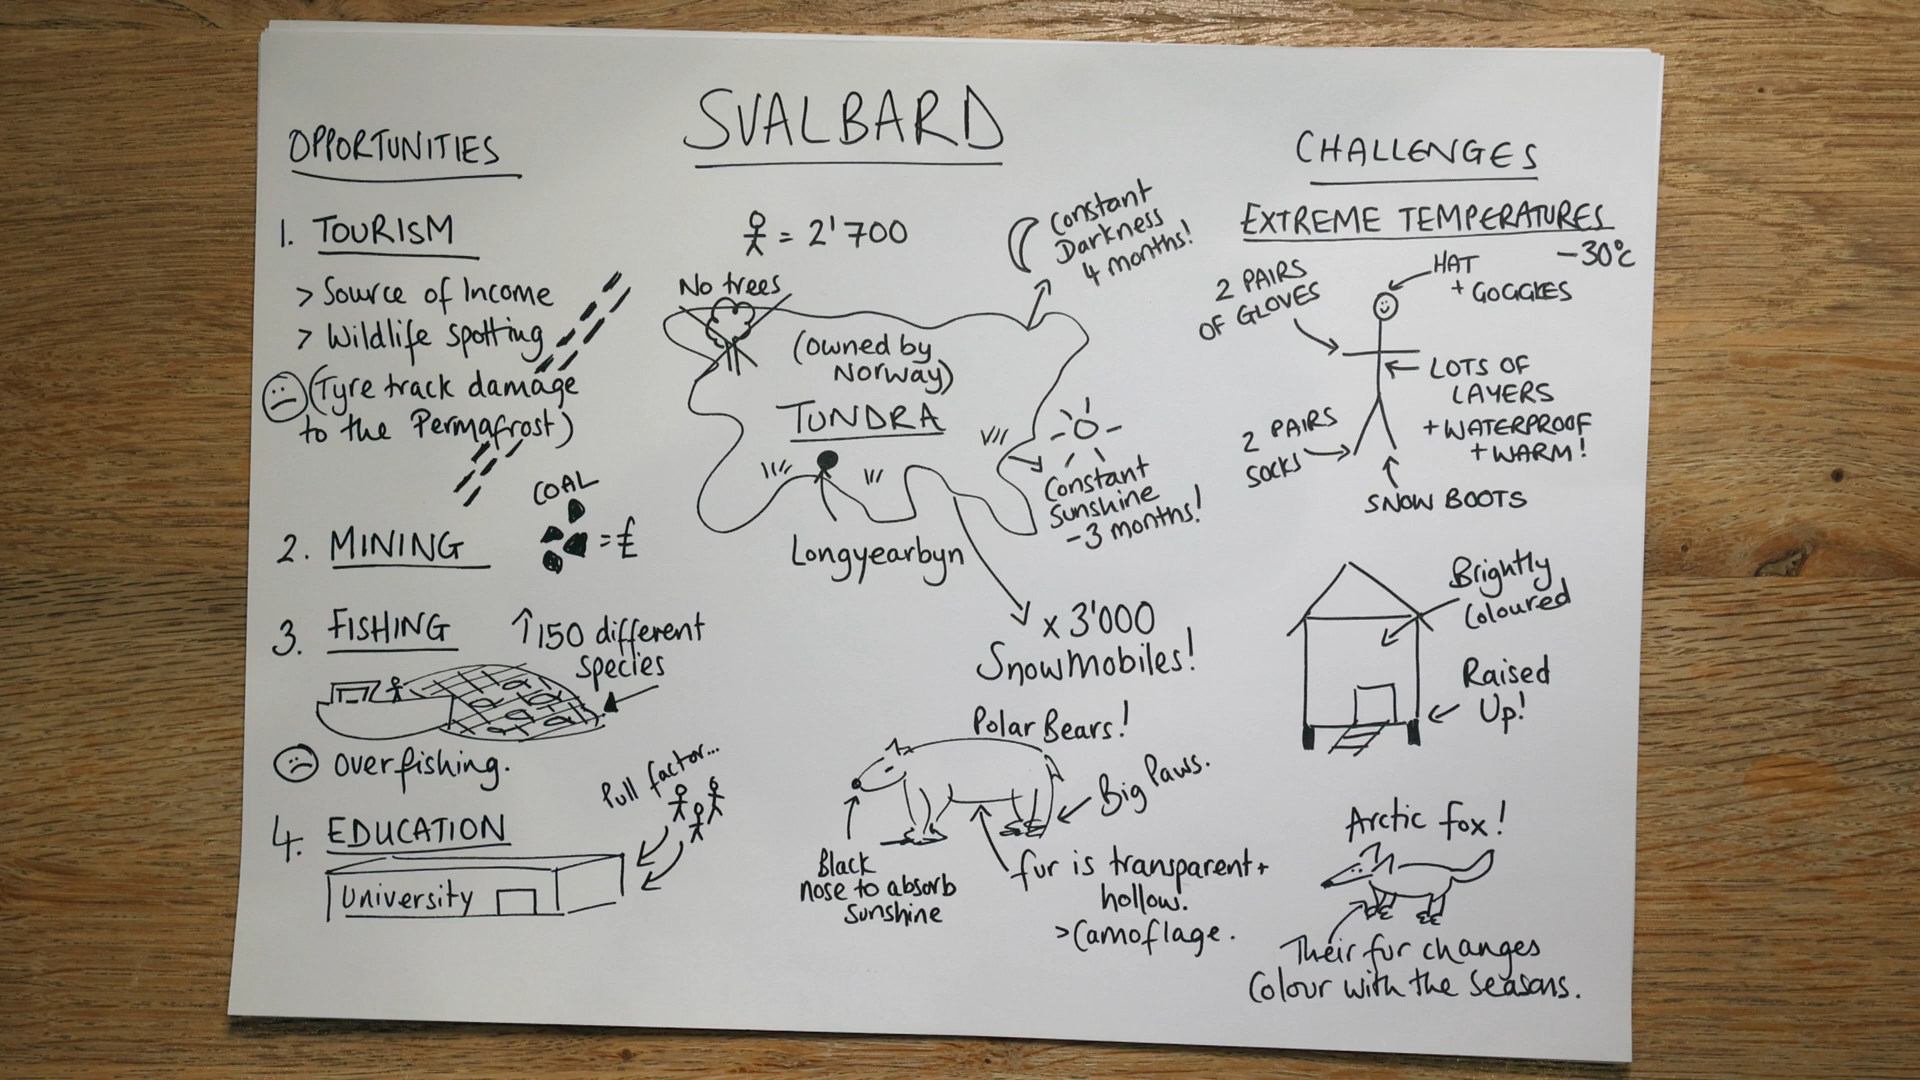 SVALBARD
OPPORTUNITIES
1. TOURISM
> Source of Income
> Wildlife spotting
(Tyre track damage
to the Permafrost)
COAL
= £
2. MINING
3. FISHING
↑150 different
species
overfishing.
Pull factor...
4. EDUCATION
University
= 2'700
No trees
(owned by
Norway)
TUNDRA
Longyearbyn
Constant
Darkness
4 months!
Constant
Sunshine
-3 months!
x 3'000
Snowmobiles!
Polar Bears!
Big Paws.
Black
nose to absorb
sunshine
fur is transparent +
hollow.
> Camoflage.
CHALLENGES
EXTREME TEMPERATURES
-30°c
HAT
+ GOGGLES
2 PAIRS
OF GLOVES
LOTS OF
LAYERS
+ WATERPROOF
+ WARM!
2 PAIRS
SOCKS
SNOW BOOTS
Brightly
Coloured
Raised
Up!
Arctic fox!
Their fur changes
Colour with the seasons.